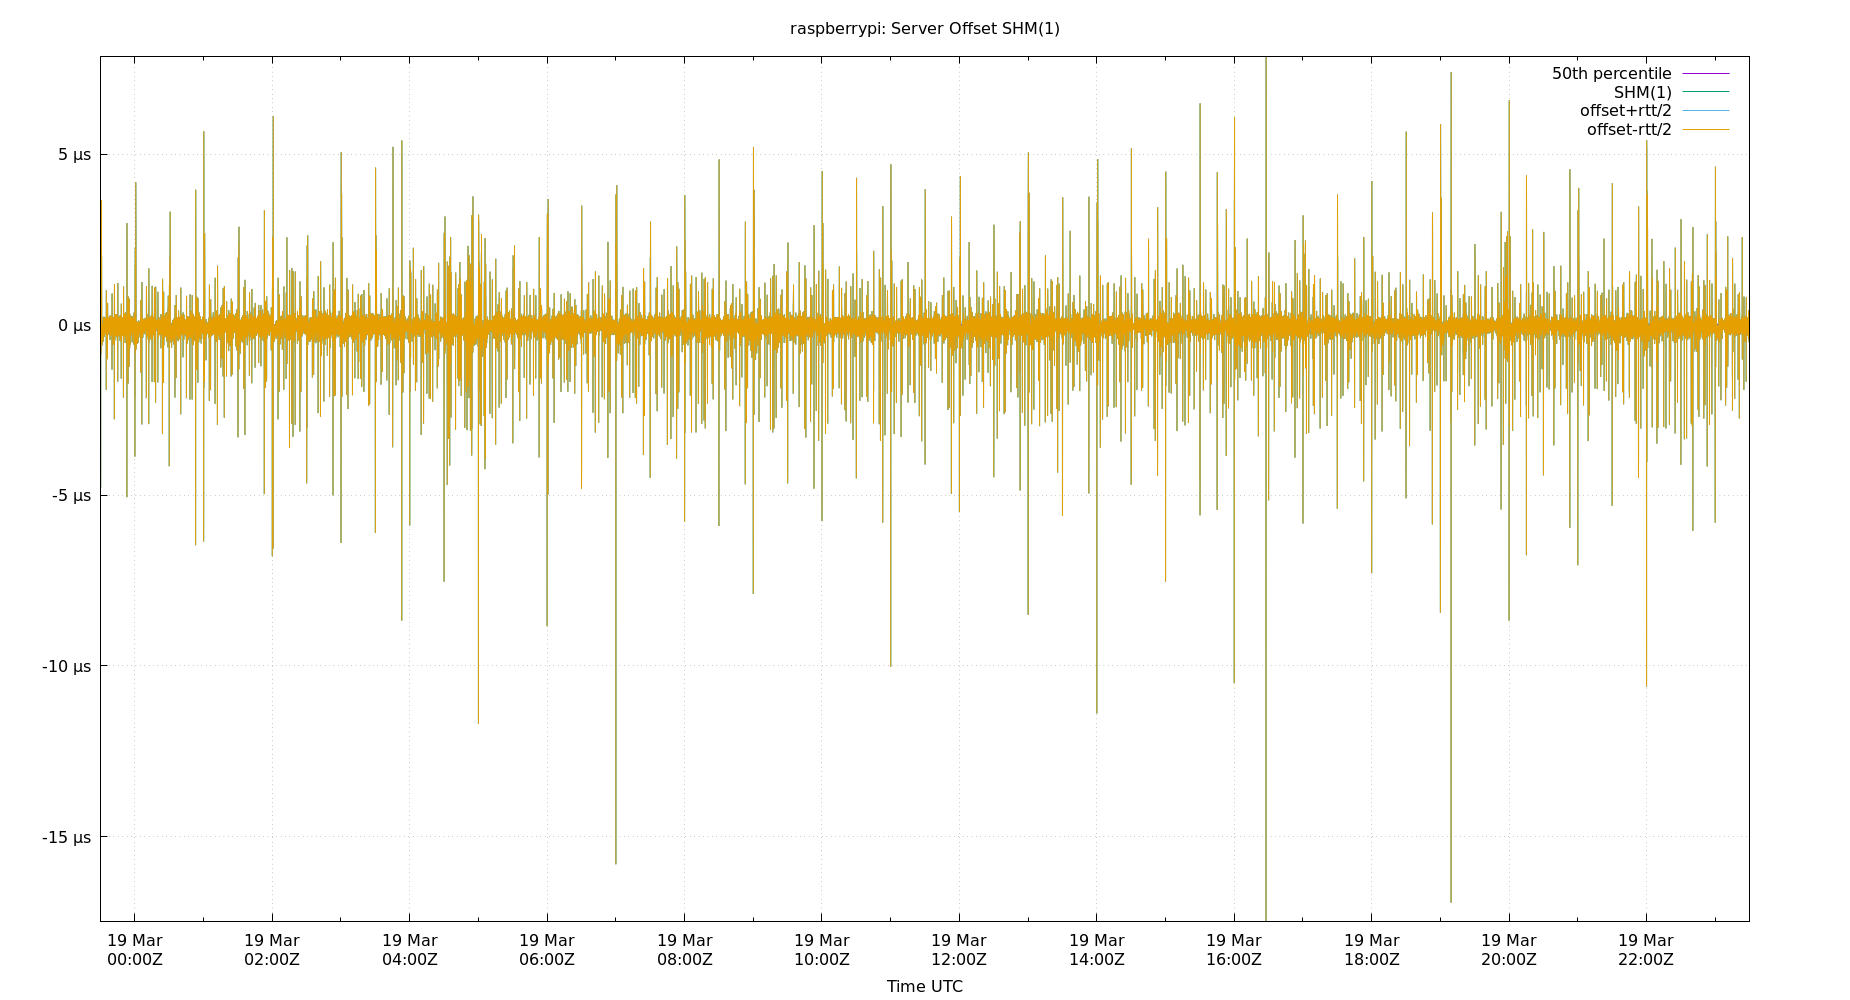 raspberrypi: Server Offset SHM(1)
50th percentile
SHM(1)
offset+rtt/2
offset-rtt/2
5 µs
0 µs
-5 µs
-10 µs
-15 µs
19 Mar 19 Mar 19 Mar 19 Mar 19 Mar 19 Mar 19 Mar 19 Mar 19 Mar 19 Mar 19 Mar 19 Mar
00:00Z 02:00Z 04:00Z 06:00Z 08:00Z 10:00Z 12:00Z 14:00Z 16:00Z 18:00Z 20:00Z 22:00Z
Time UTC